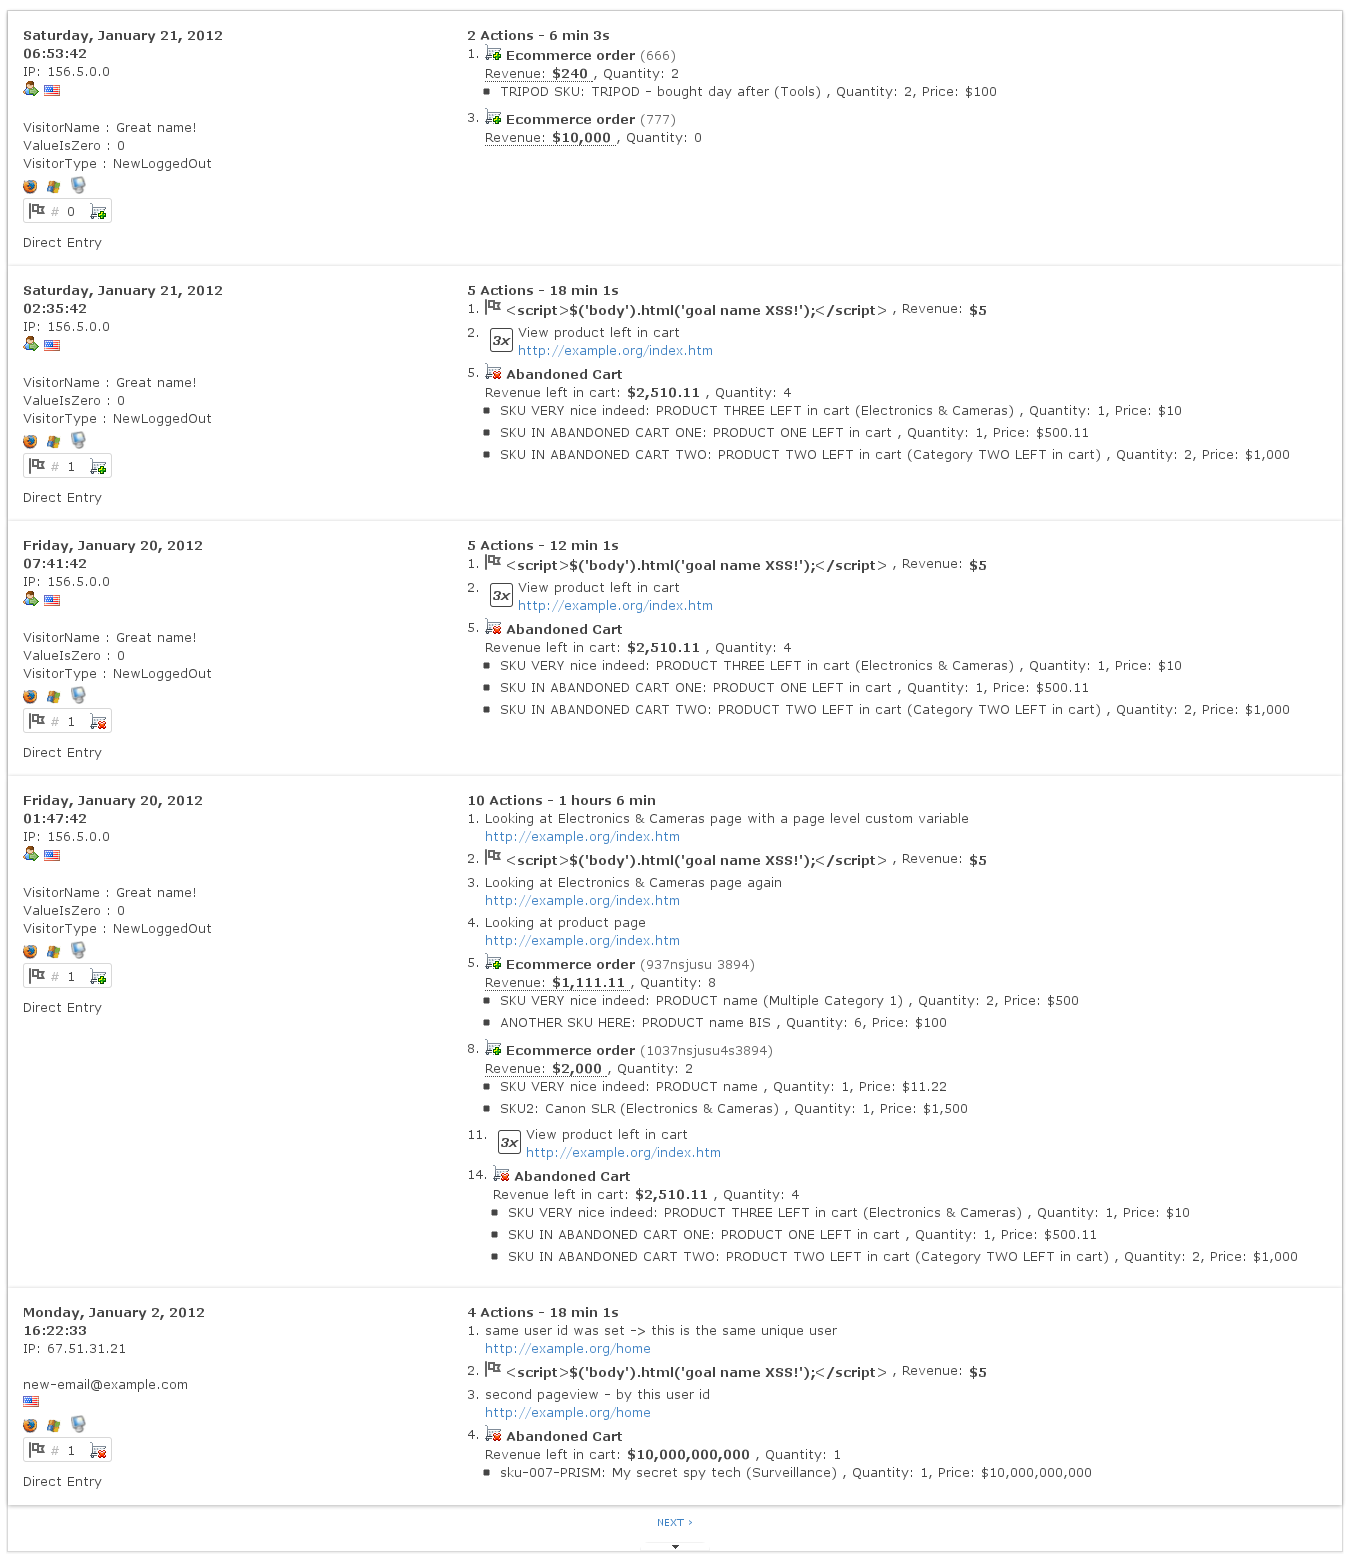 Saturday, January 21, 2012
06:53:42
IP: 156.5.0.0
VisitorName : Great name!
ValueIsZero : 0
VisitorType : NewLoggedOut
# 0
Direct Entry
2 Actions - 6 min 3s
1. Ecommerce order (666)
Revenue: $240 , Quantity: 2
TRIPOD SKU: TRIPOD - bought day after (Tools) , Quantity: 2, Price: $100
3. Ecommerce order (777)
Revenue: $10,000 , Quantity: 0
Saturday, January 21, 2012
02:35:42
IP: 156.5.0.0
VisitorName : Great name!
ValueIsZero : 0
VisitorType : NewLoggedOut
# 1
Direct Entry
5 Actions - 18 min 1s
1. <script>$('body').html('goal name XSS!');</script> , Revenue: $5
2. 3x View product left in cart
http://example.org/index.htm
5. Abandoned Cart
Revenue left in cart: $2,510.11 , Quantity: 4
SKU VERY nice indeed: PRODUCT THREE LEFT in cart (Electronics & Cameras) , Quantity: 1, Price: $10
SKU IN ABANDONED CART ONE: PRODUCT ONE LEFT in cart , Quantity: 1, Price: $500.11
SKU IN ABANDONED CART TWO: PRODUCT TWO LEFT in cart (Category TWO LEFT in cart) , Quantity: 2, Price: $1,000
Friday, January 20, 2012
07:41:42
IP: 156.5.0.0
VisitorName : Great name!
ValueIsZero : 0
VisitorType : NewLoggedOut
# 1
Direct Entry
5 Actions - 12 min 1s
1. <script>$('body').html('goal name XSS!');</script> , Revenue: $5
2. 3x View product left in cart
http://example.org/index.htm
5. Abandoned Cart
Revenue left in cart: $2,510.11 , Quantity: 4
SKU VERY nice indeed: PRODUCT THREE LEFT in cart (Electronics & Cameras) , Quantity: 1, Price: $10
SKU IN ABANDONED CART ONE: PRODUCT ONE LEFT in cart , Quantity: 1, Price: $500.11
SKU IN ABANDONED CART TWO: PRODUCT TWO LEFT in cart (Category TWO LEFT in cart) , Quantity: 2, Price: $1,000
Friday, January 20, 2012
01:47:42
IP: 156.5.0.0
VisitorName : Great name!
ValueIsZero : 0
VisitorType : NewLoggedOut
# 1
Direct Entry
10 Actions - 1 hours 6 min
1. Looking at Electronics & Cameras page with a page level custom variable
http://example.org/index.htm
2. <script>$('body').html('goal name XSS!');</script> , Revenue: $5
3. Looking at Electronics & Cameras page again
http://example.org/index.htm
4. Looking at product page
http://example.org/index.htm
5. Ecommerce order (937nsjusu 3894)
Revenue: $1,111.11 , Quantity: 8
SKU VERY nice indeed: PRODUCT name (Multiple Category 1) , Quantity: 2, Price: $500
ANOTHER SKU HERE: PRODUCT name BIS , Quantity: 6, Price: $100
8. Ecommerce order (1037nsjusu4s3894)
Revenue: $2,000 , Quantity: 2
SKU VERY nice indeed: PRODUCT name , Quantity: 1, Price: $11.22
SKU2: Canon SLR (Electronics & Cameras) , Quantity: 1, Price: $1,500
11. 3x View product left in cart
http://example.org/index.htm
14. Abandoned Cart
Revenue left in cart: $2,510.11 , Quantity: 4
SKU VERY nice indeed: PRODUCT THREE LEFT in cart (Electronics & Cameras) , Quantity: 1, Price: $10
SKU IN ABANDONED CART ONE: PRODUCT ONE LEFT in cart , Quantity: 1, Price: $500.11
SKU IN ABANDONED CART TWO: PRODUCT TWO LEFT in cart (Category TWO LEFT in cart) , Quantity: 2, Price: $1,000
Monday, January 2, 2012
16:22:33
IP: 67.51.31.21
new-email@example.com
# 1
Direct Entry
4 Actions - 18 min 1s
1. same user id was set -> this is the same unique user
http://example.org/home
2. <script>$('body').html('goal name XSS!');</script> , Revenue: $5
3. second pageview - by this user id
http://example.org/home
4. Abandoned Cart
Revenue left in cart: $10,000,000,000 , Quantity: 1
sku-007-PRISM: My secret spy tech (Surveillance) , Quantity: 1, Price: $10,000,000,000
NEXT ›